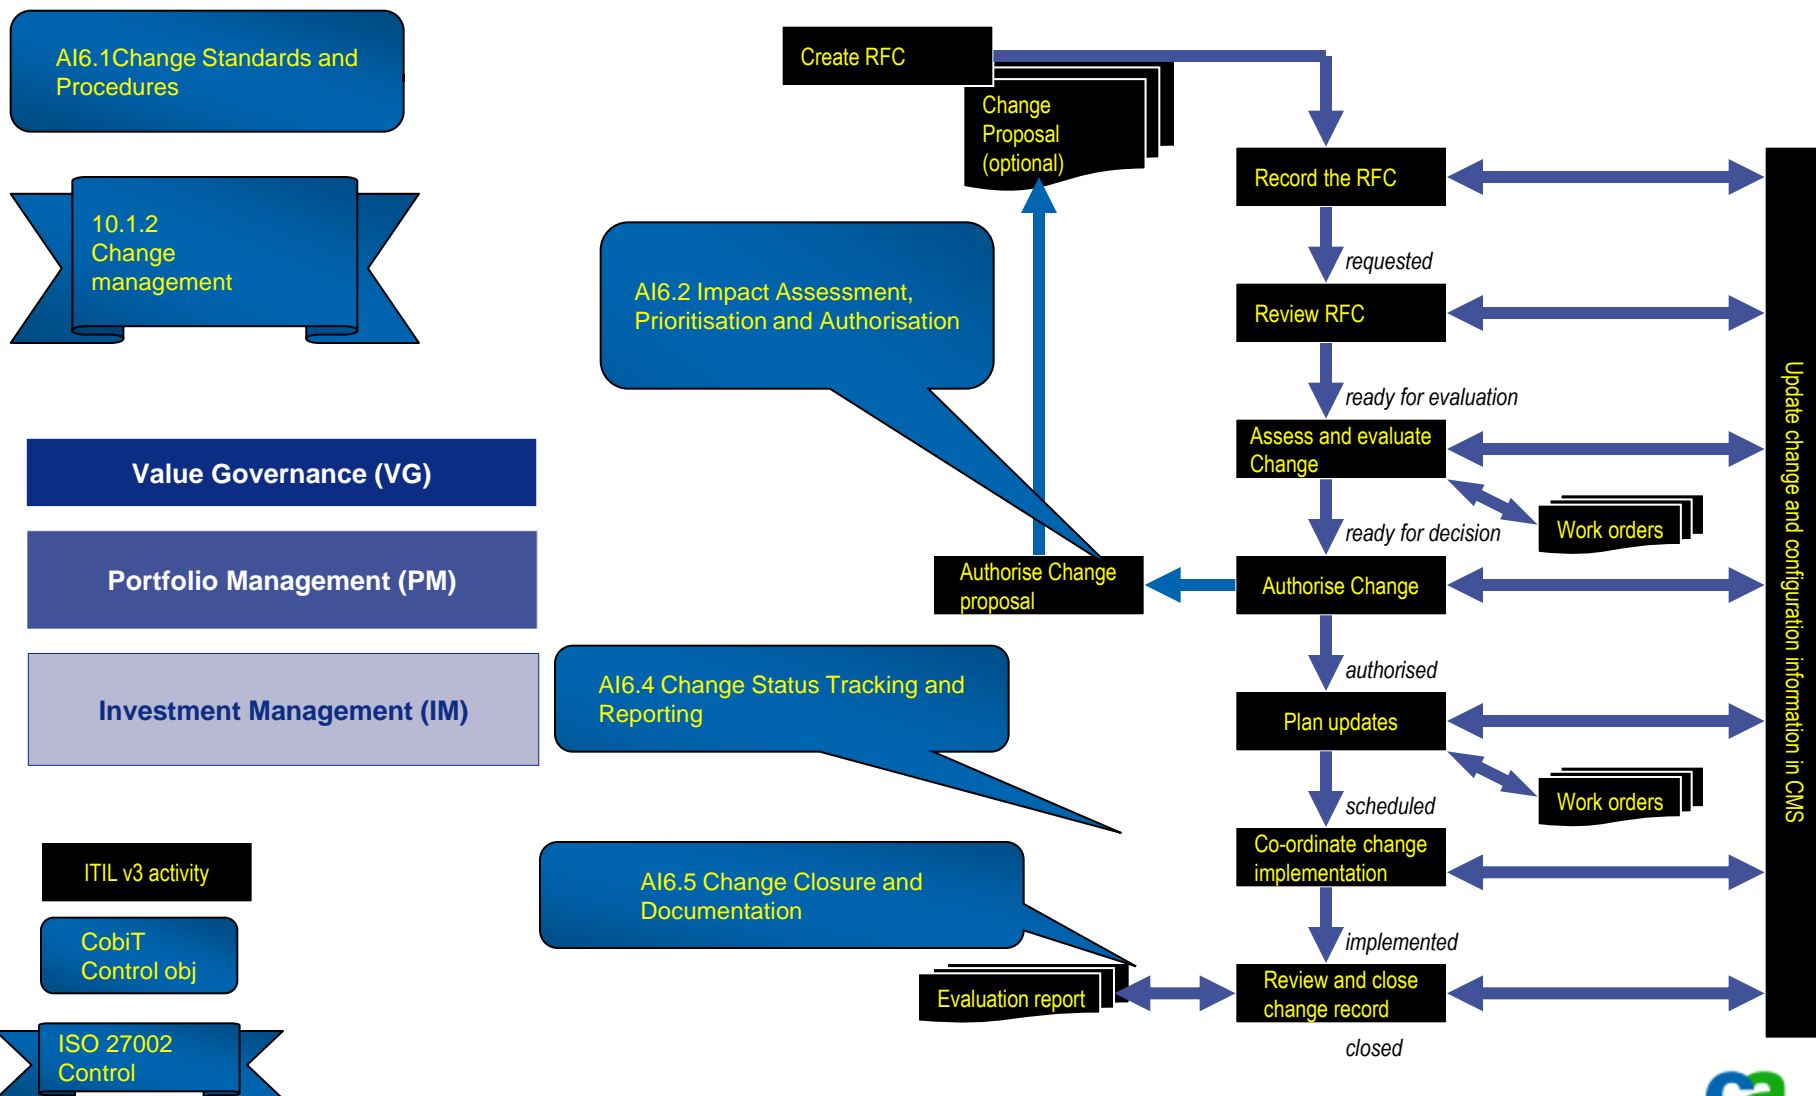 AI6.1Change Standards and
Procedures
10.1.2
Change
management
Value Governance (VG)
Portfolio Management (PM)
Investment Management (IM)
ITIL v3 activity
CobiT
Control obj
ISO 27002
Control
Create RFC
Change
Proposal
(optional)
AI6.2 Impact Assessment,
Prioritisation and Authorisation
Authorise Change
proposal
AI6.4 Change Status Tracking and
Reporting
AI6.5 Change Closure and
Documentation
Evaluation report
Record the RFC
requested
Review RFC
ready for evaluation
Assess and evaluate
Change
Work orders
ready for decision
Authorise Change
authorised
Plan updates
Work orders
scheduled
Co-ordinate change
implementation
implemented
Review and close
change record
closed
Update change and configuration information in CMS
ca